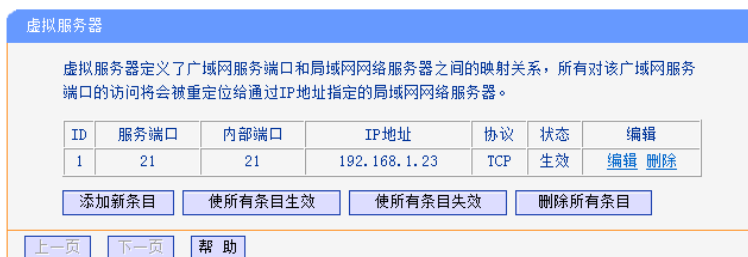 虚拟服务器
虚拟服务器定义了广域网服务端口和局域网网络服务器之间的映射关系，所有对该广域网服务
端口的访问将会被重定位给通过IP地址指定的局域网网络服务器。
ID 服务端口 内部端口 IP地址 协议 状态 编辑
1 21 21 192.168.1.23 TCP 生效 编辑 删除
添加新条目 使所有条目生效 使所有条目失效 删除所有条目
上一页 下一页 帮 助